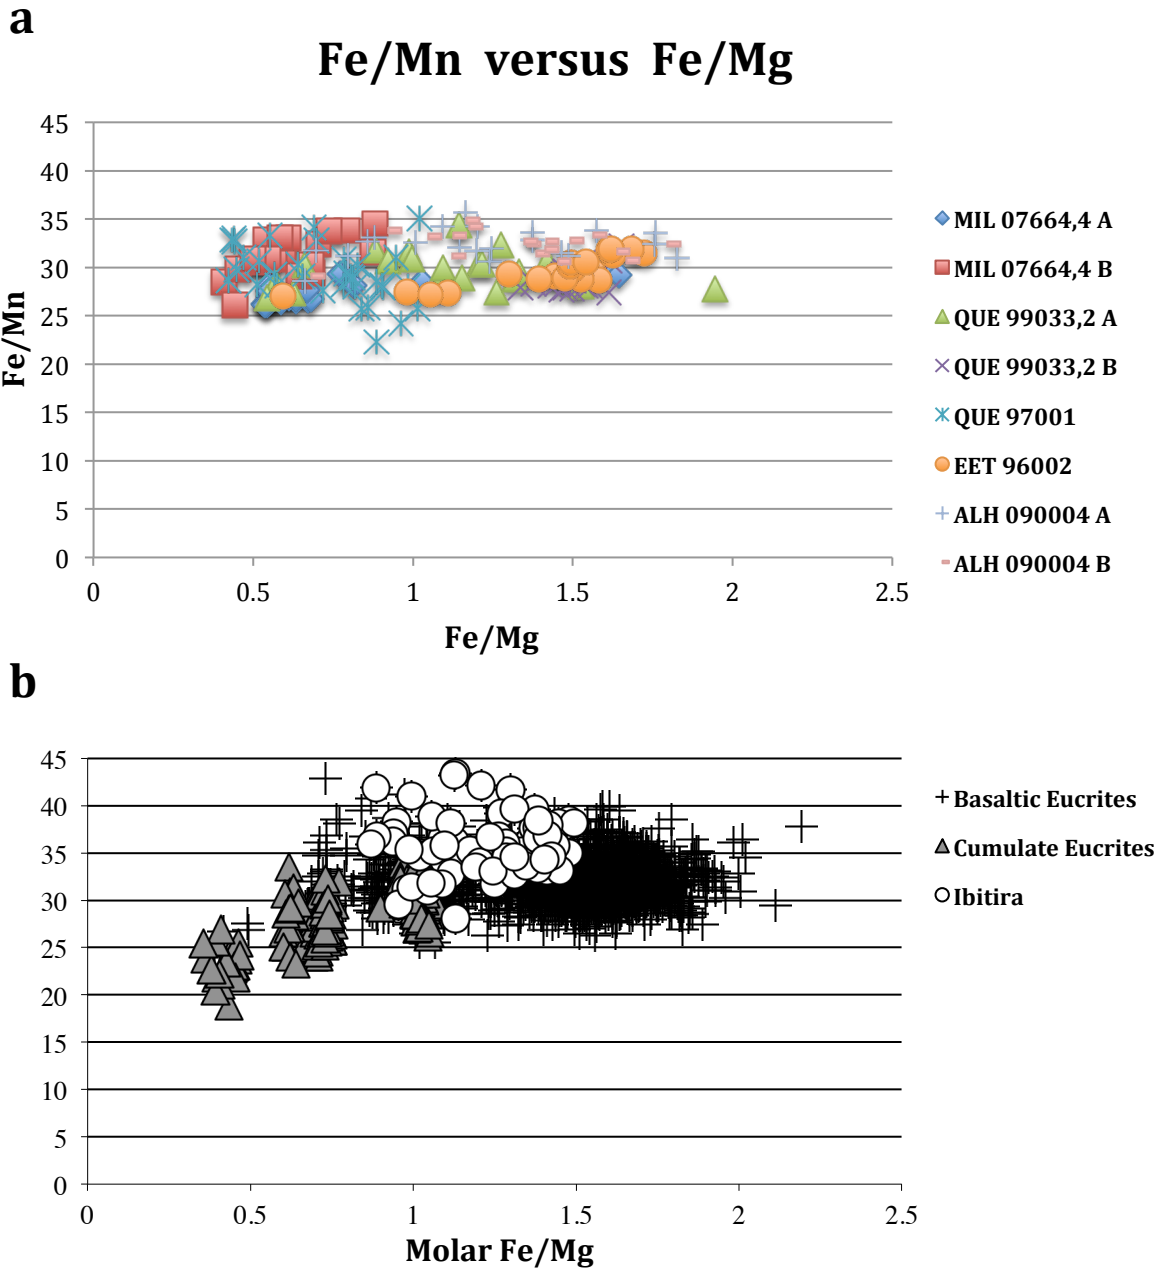 a
Fe/Mn versus Fe/Mg
45
40
35
30
25
20
15
10
5
0
Fe/Mn
0 0.5 1 1.5 2 2.5
Fe/Mg
MIL 07664,4 A
MIL 07664,4 B
QUE 99033,2 A
QUE 99033,2 B
QUE 97001
EET 96002
ALH 090004 A
ALH 090004 B
b
45
40
35
30
25
20
15
10
5
0
0 0.5 1 1.5 2 2.5
Molar Fe/Mg
Basaltic Eucrites
Cumulate Eucrites
Ibitira